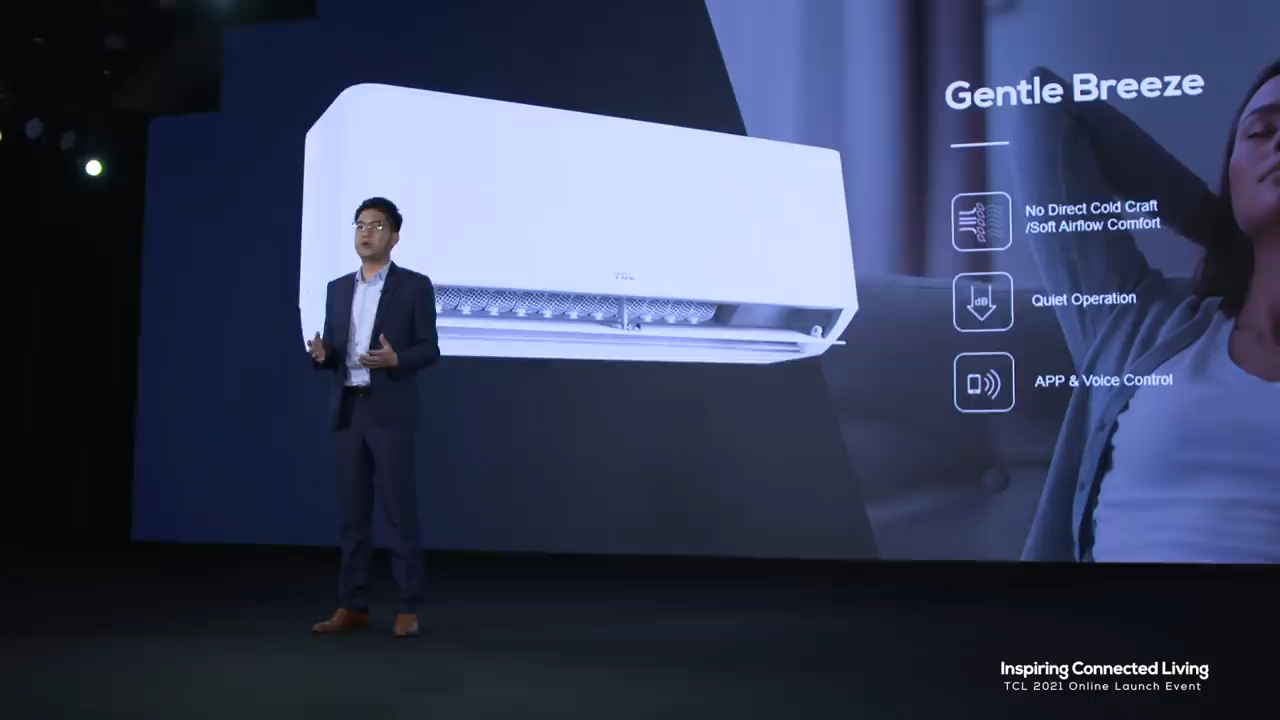 Gentle Breeze
No Direct Cold Craft
/Soft Airflow Comfort
dB
Quiet Operation
APP & Voice Control
TCL
Inspiring Connected Living
TCL 2021 Online Launch Event